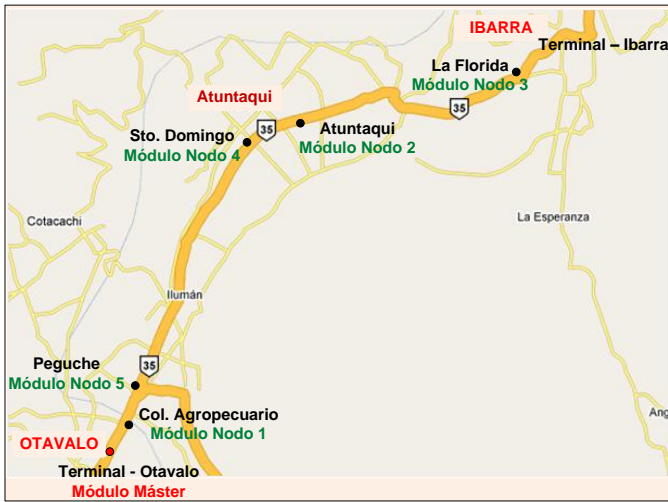 IBARRA
Terminal – Ibarra
La Florida
Módulo Nodo 3
Atuntaqui
35
35
Atuntaqui
Módulo Nodo 2
Sto. Domingo
Módulo Nodo 4
Cotacachi
La Esperanza
Ilumán
Peguche
35
Módulo Nodo 5
Col. Agropecuario
Módulo Nodo 1
Ang
OTAVALO
Terminal - Otavalo
Módulo Máster